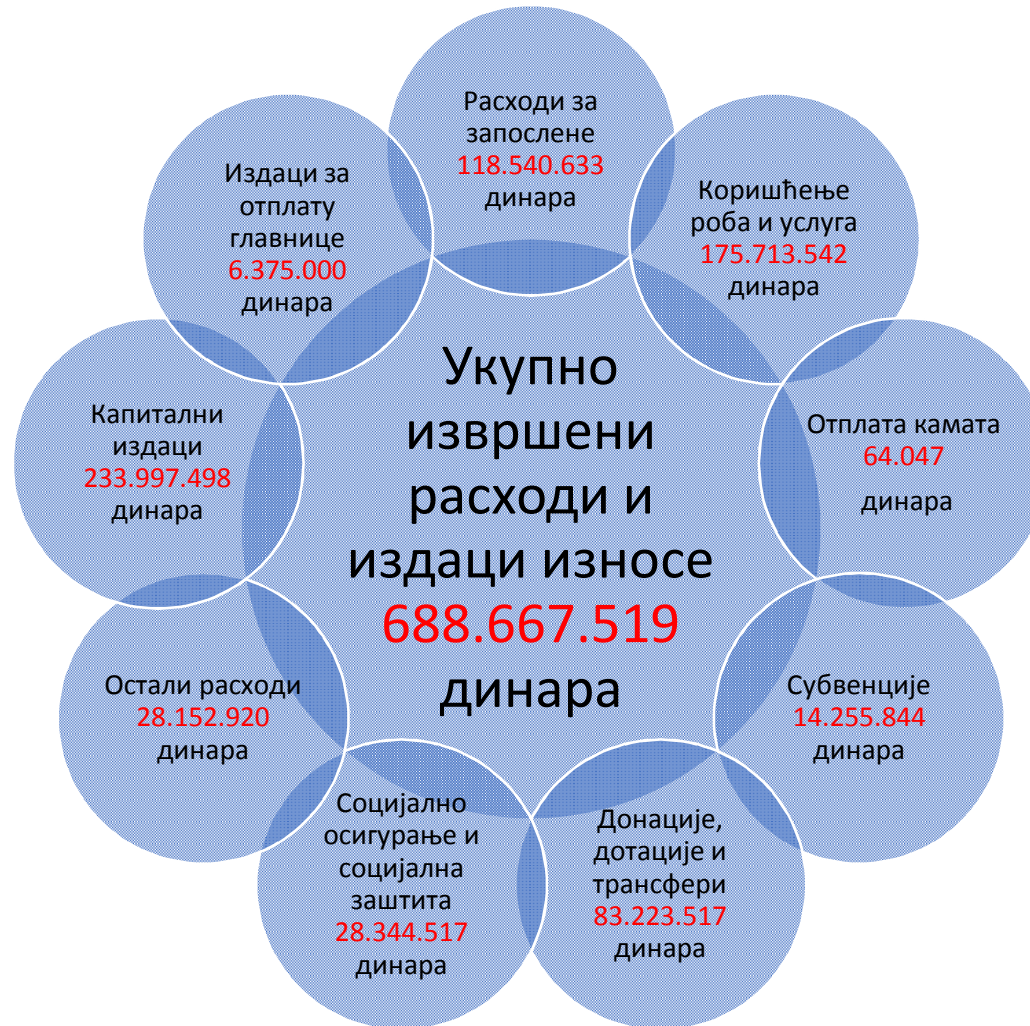 Расходи за
запослене
118.540.633
динара
Коришћење
роба и услуга
175.713.542
динара
Отплата камата
64.047
динара
Субвенције
14.255.844
динара
Донације,
дотације и
трансфери
83.223.517
динара
Социјално
осигурање и
социјална
заштита
28.344.517
динара
Остали расходи
28.152.920
динара
Капитални
издаци
233.997.498
динара
Издаци за
отплату
главнице
6.375.000
динара
Укупно
извршени
расходи и
издаци износе
688.667.519
динара